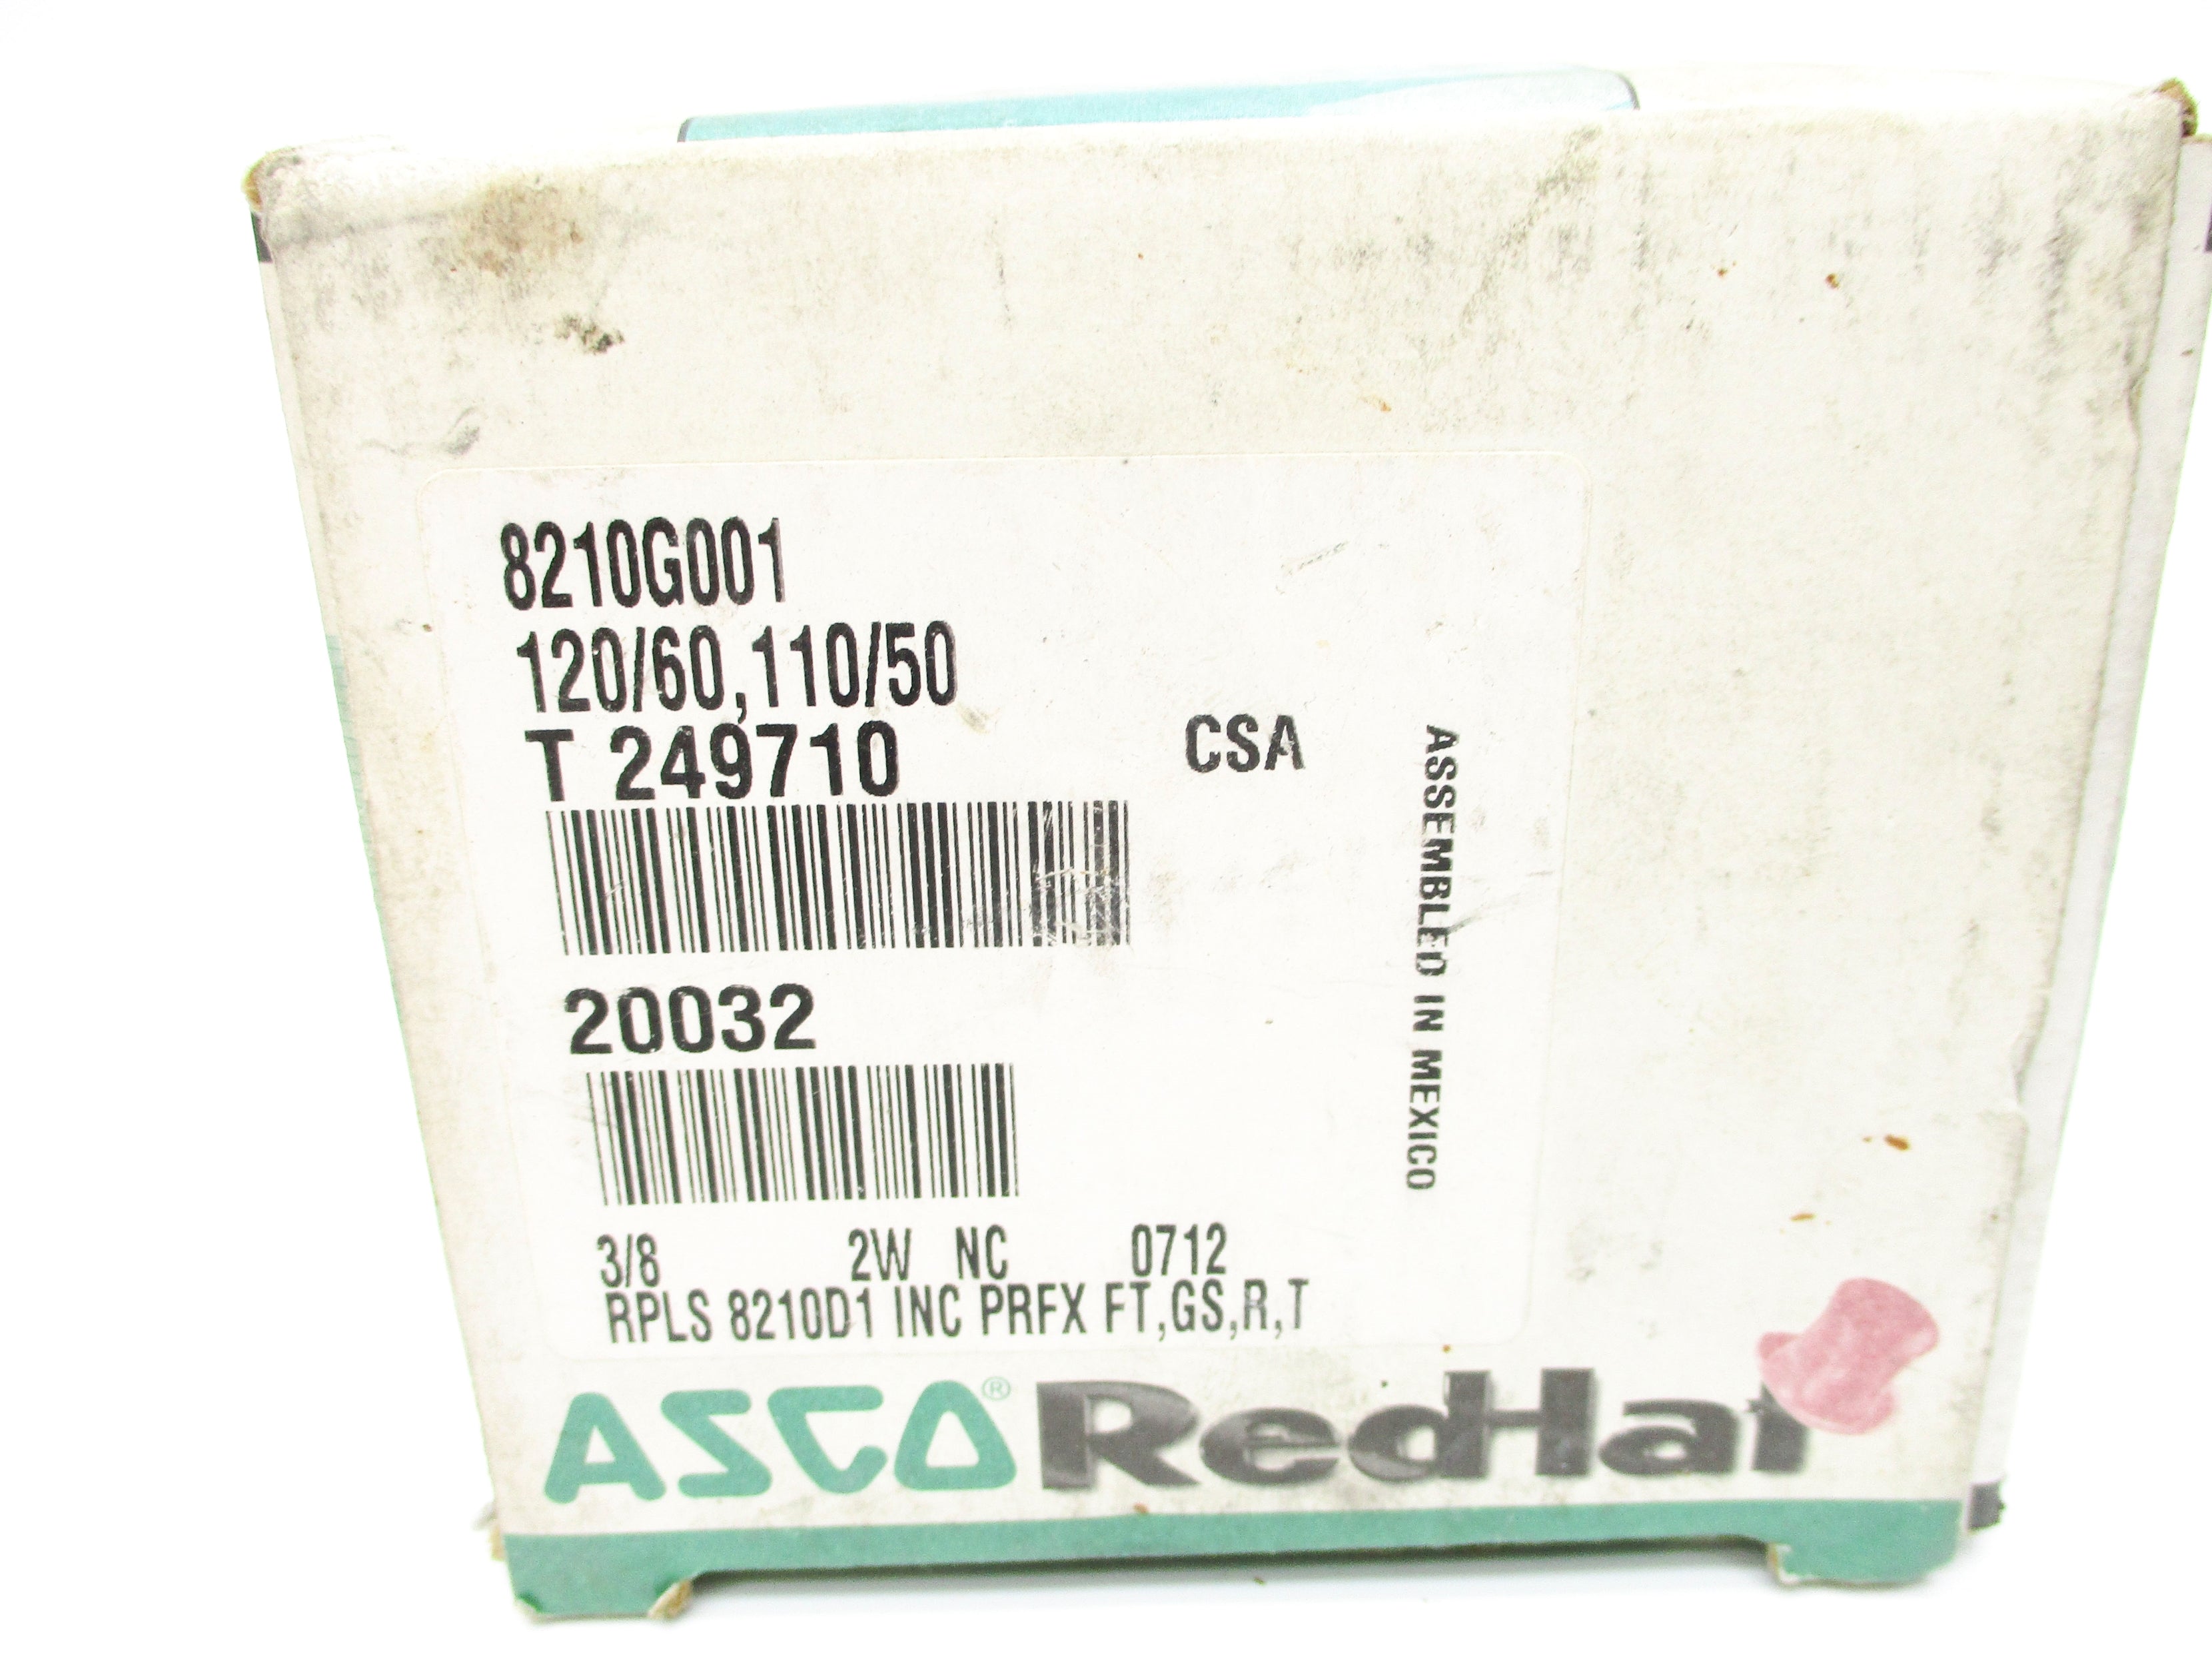 8210G001
120/60,110/50
T 249710
CSA
ASSEMBLED IN MEXICO
20032
3/8 2W NC 0712
RPLS 8210D1 INC PRFX FT,GS,R,T
ASCO® RedHat